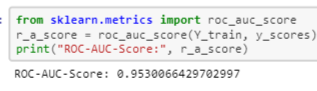 from sklearn.metrics import roc_auc_score
r_a_score = roc_auc_score(Y_train, y_scores)
print("ROC-AUC-Score:", r_a_score)
ROC-AUC-Score: 0.9530066429702997